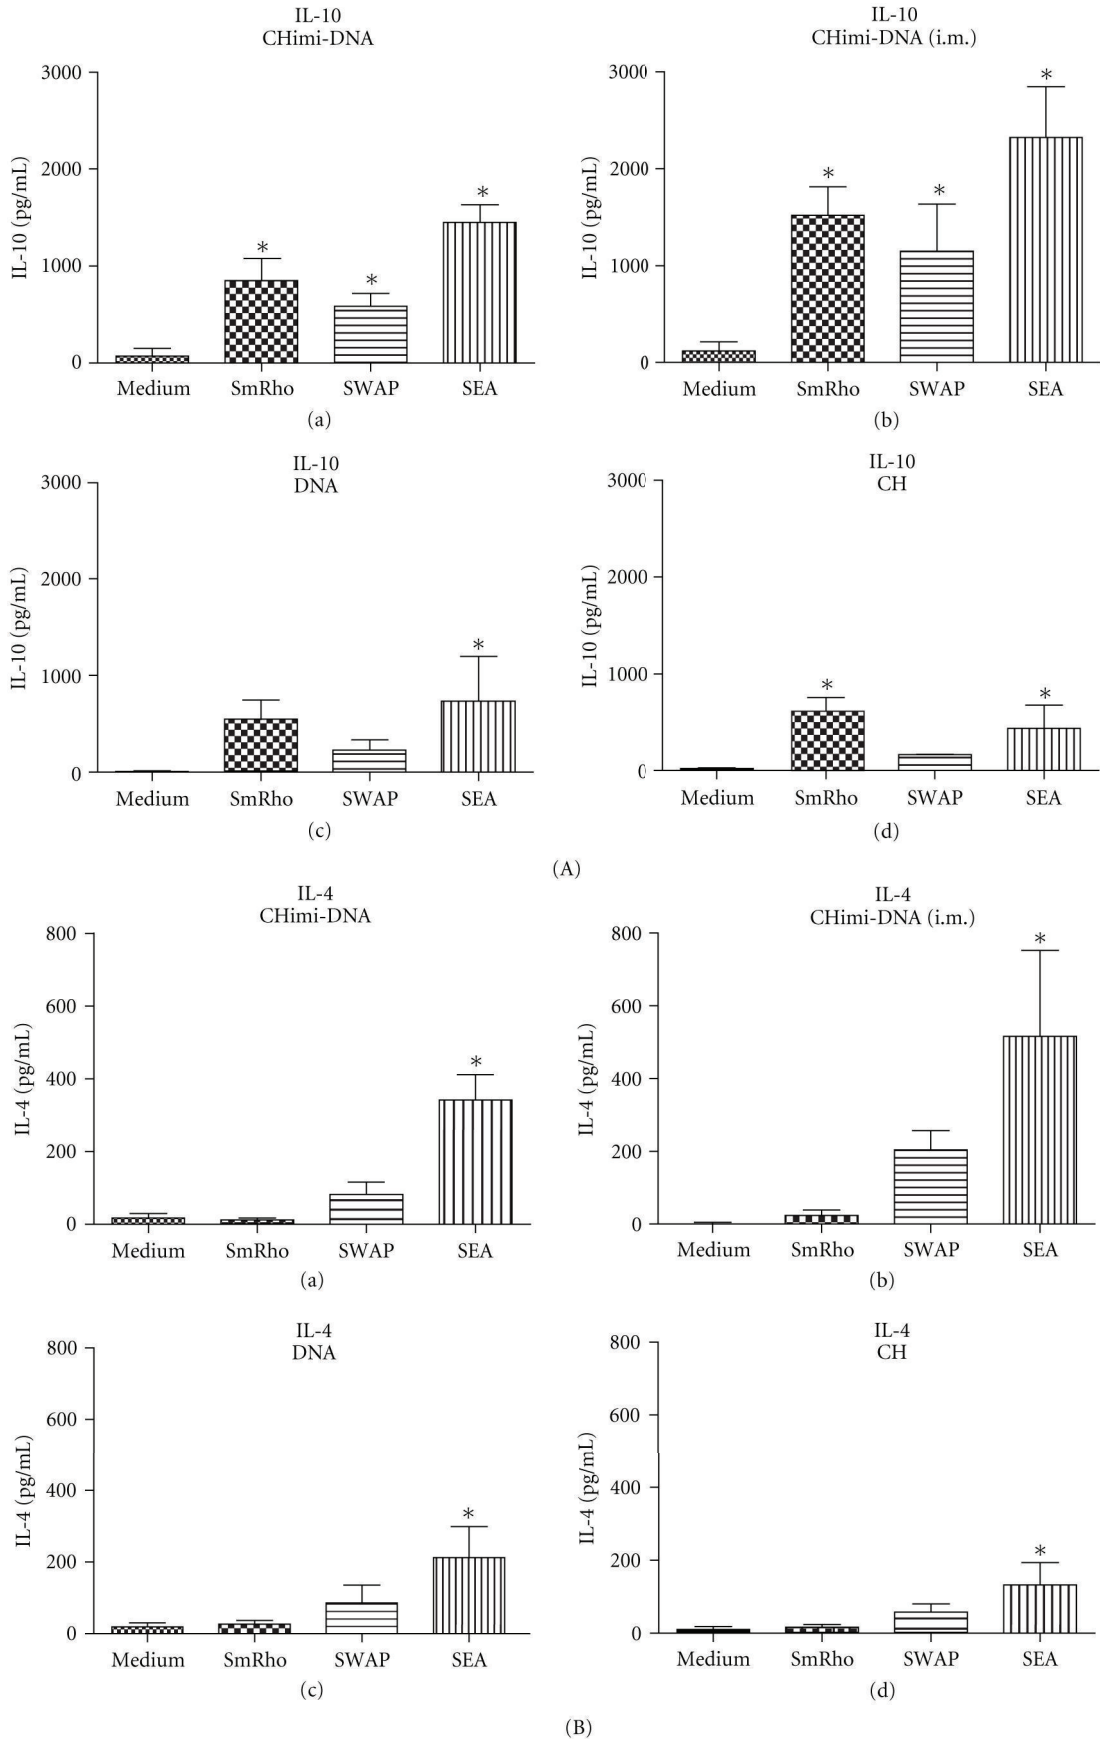 IL-10
CHimi-DNA
3000
2000
1000
0
IL-10 (pg/mL)
*
*
*
Medium SmRho SWAP SEA
(a)
IL-10
CHimi-DNA (i.m.)
3000
2000
1000
0
IL-10 (pg/mL)
*
*
*
Medium SmRho SWAP SEA
(b)
IL-10
DNA
3000
2000
1000
0
IL-10 (pg/mL)
*
Medium SmRho SWAP SEA
(c)
IL-10
CH
3000
2000
1000
0
IL-10 (pg/mL)
*
*
Medium SmRho SWAP SEA
(d)
(A)
IL-4
CHimi-DNA
800
600
400
200
0
IL-4 (pg/mL)
*
Medium SmRho SWAP SEA
(a)
IL-4
CHimi-DNA (i.m.)
800
600
400
200
0
IL-4 (pg/mL)
*
Medium SmRho SWAP SEA
(b)
IL-4
DNA
800
600
400
200
0
IL-4 (pg/mL)
*
Medium SmRho SWAP SEA
(c)
IL-4
CH
800
600
400
200
0
IL-4 (pg/mL)
*
Medium SmRho SWAP SEA
(d)
(B)